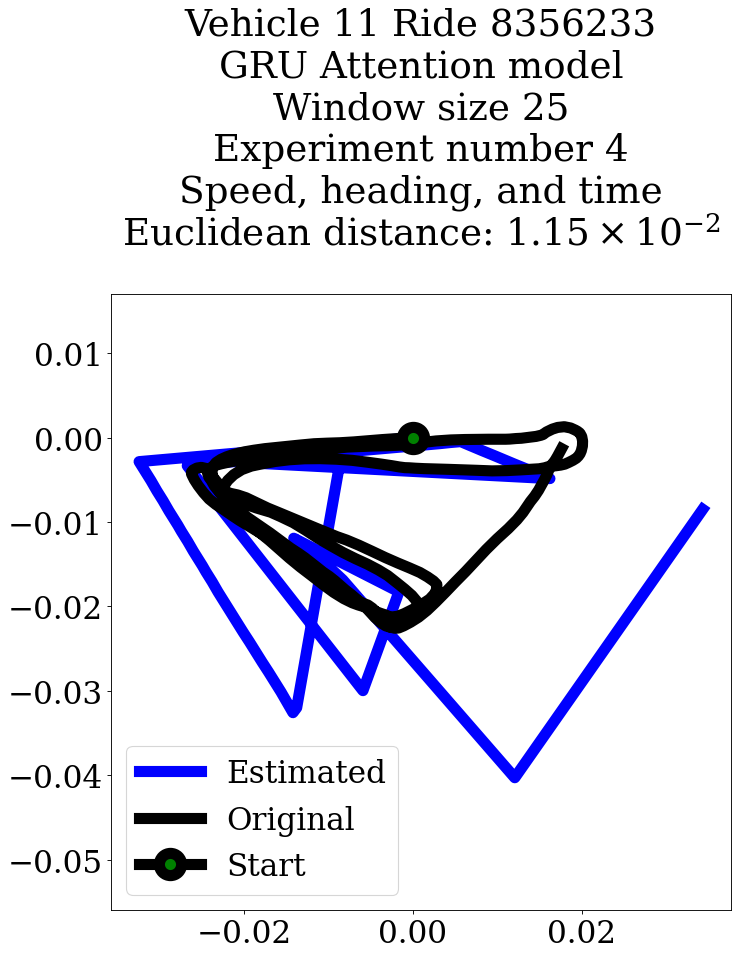 Vehicle 11 Ride 8356233
GRU Attention model
Window size 25
Experiment number 4
Speed, heading, and time
Euclidean distance: 1.15 × 10⁻²
0.01
0.00
−0.01
−0.02
−0.03
−0.04
−0.05
Estimated
Original
Start
−0.02 0.00 0.02